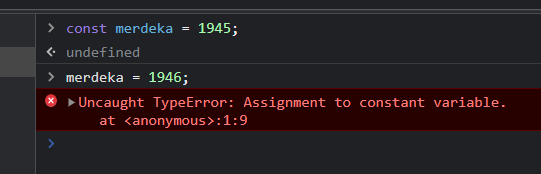 const merdeka = 1945;
undefined
merdeka = 1946;
Uncaught TypeError: Assignment to constant variable.
at <anonymous>:1:9